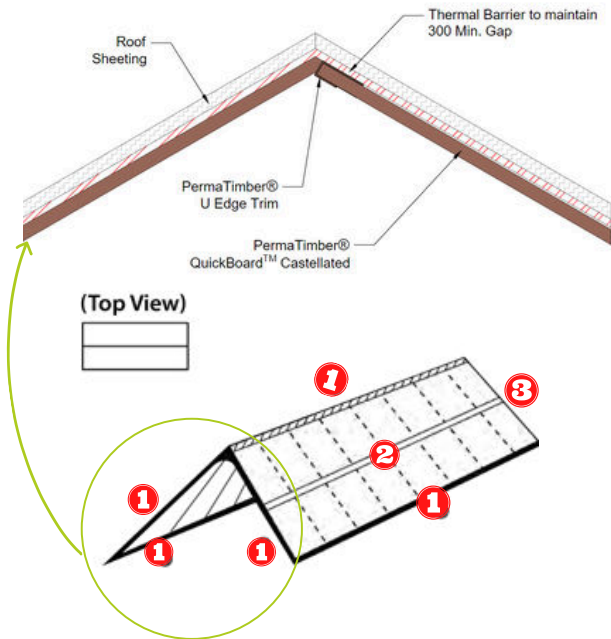 Roof
Sheeting
Thermal Barrier to maintain
300 Min. Gap
PermaTimber®
U Edge Trim
PermaTimber®
QuickBoard™ Castellated
(Top View)
1
3
2
1
1
1
1